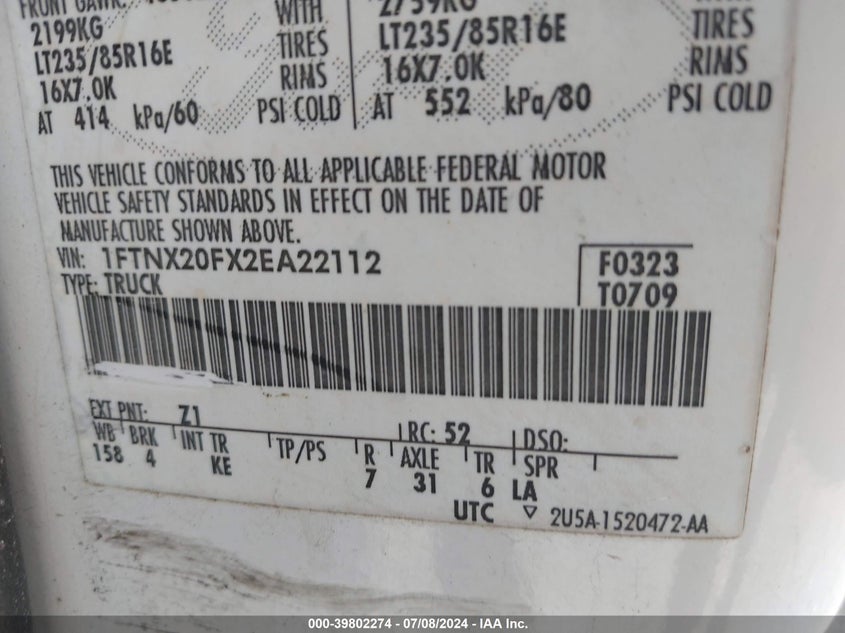 FRONT GAWR:
2199KG
LT235/85R16E
16X7.0K
AT 414 kPa/60
WITH
TIRES
RIMS
PSI COLD
2759KG
LT235/85R16E
16X7.0K
AT 552 kPa/80
WITH
TIRES
RIMS
PSI COLD
THIS VEHICLE CONFORMS TO ALL APPLICABLE FEDERAL MOTOR
VEHICLE SAFETY STANDARDS IN EFFECT ON THE DATE OF
MANUFACTURE SHOWN ABOVE.
VIN: 1FTNX20FX2EA22112
TYPE: TRUCK
F0323
T0709
EXT PNT: Z1 RC: 52 DSO:
WB BRK INT TR TP/PS R AXLE TR SPR
158 4 KE 7 31 6 LA
UTC ▽ 2U5A-1520472-AA
000-39802274 / 07/08/2024 - IAA Inc.